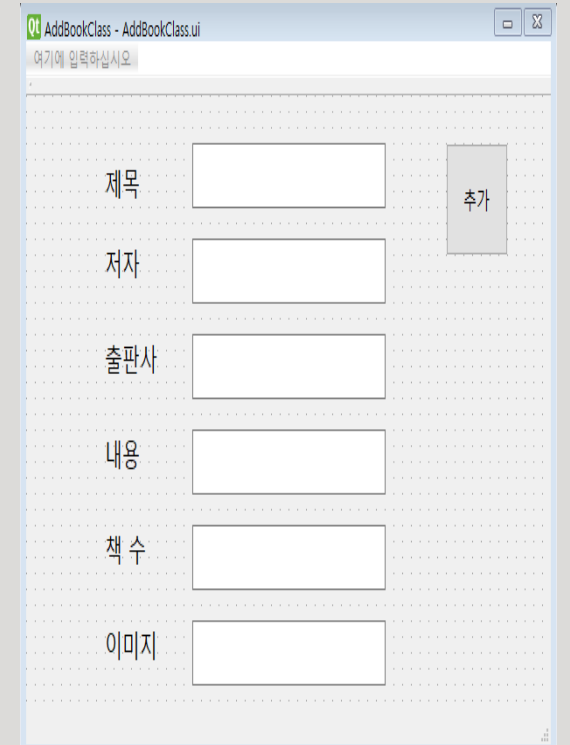 Qt AddBookClass - AddBookClass.ui
여기에 입력하십시오
제목
추가
저자
출판사
내용
책 수
이미지